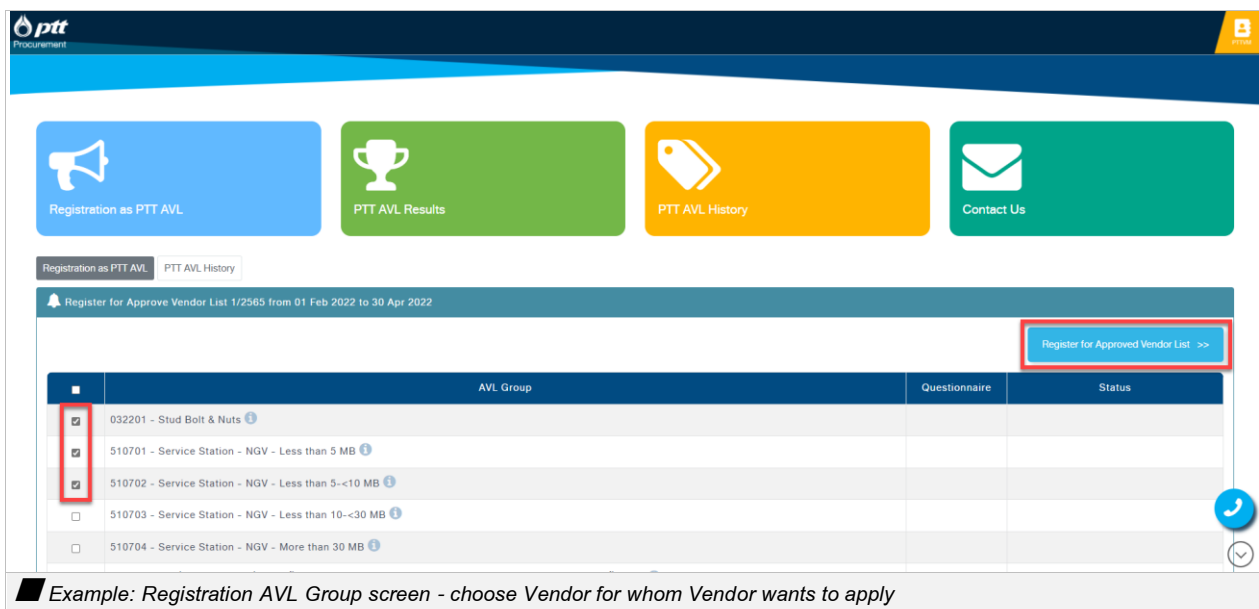 ptt
Procurement
PTTVM
Registration as PTT AVL
PTT AVL Results
PTT AVL History
Contact Us
Registration as PTT AVL
PTT AVL History
Register for Approve Vendor List 1/2565 from 01 Feb 2022 to 30 Apr 2022
Register for Approved Vendor List >>
AVL Group
Questionnaire
Status
032201 - Stud Bolt & Nuts
510701 - Service Station - NGV - Less than 5 MB
510702 - Service Station - NGV - Less than 5-<10 MB
510703 - Service Station - NGV - Less than 10-<30 MB
510704 - Service Station - NGV - More than 30 MB
Example: Registration AVL Group screen - choose Vendor for whom Vendor wants to apply